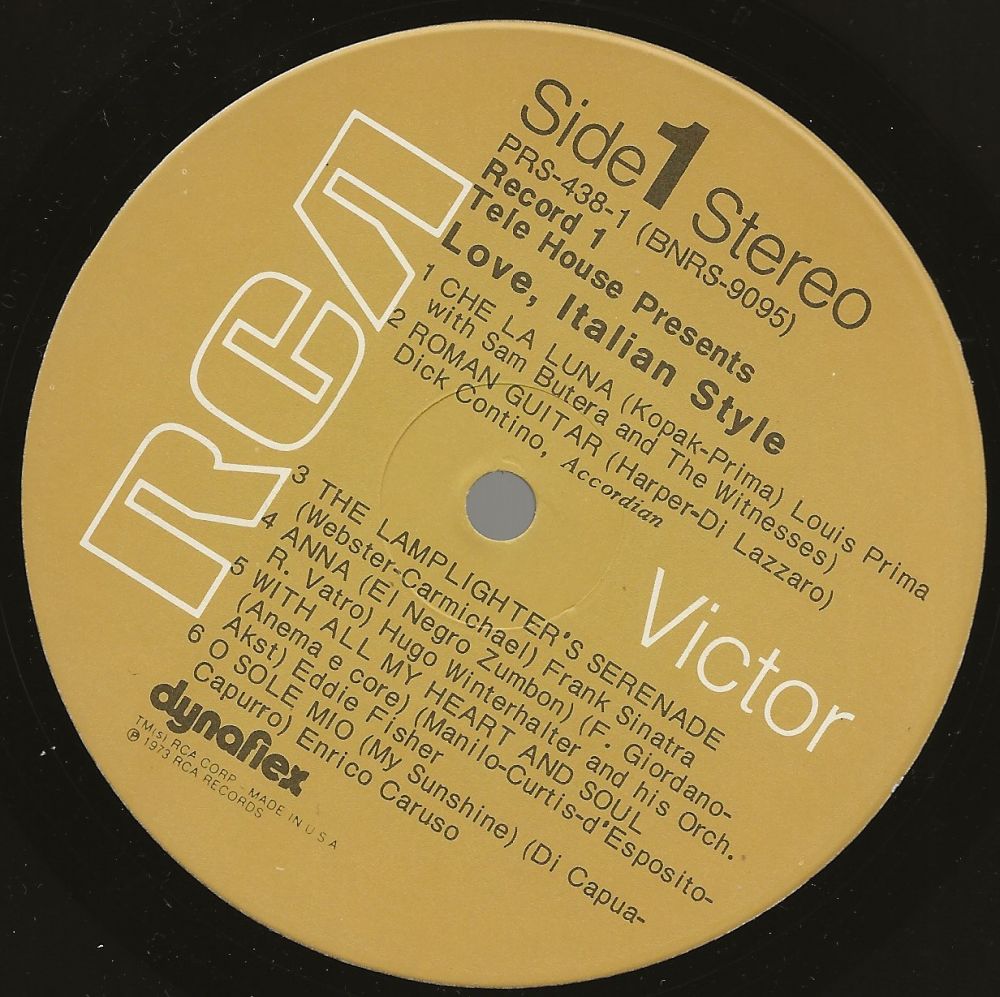 RCA
Side 1 Stereo
PRS-438-1 (BNRS-9095)
Record 1
Tele House Presents
Love, Italian Style
1 CHE LA LUNA (Kopak-Prima) Louis Prima
with Sam Butera and The Witnesses)
2 ROMAN GUITAR (Harper-Di Lazzaro)
Dick Contino, Accordian
Victor
3 THE LAMPLIGHTER'S SERENADE
(Webster-Carmichael) Frank Sinatra
4 ANNA (El Negro Zumbon) (F. Giordano-
R. Vatro) Hugo Winterhalter and his Orch.
5 WITH ALL MY HEART AND SOUL
(Anema e core) (Manilo-Curtis-d'Esposito-
Akst) Eddie Fisher
6 O SOLE MIO (My Sunshine) (Di Capua-
Capurro) Enrico Caruso
dynaflex
TM(s) RCA CORP. MADE IN U S A
℗ 1973 RCA RECORDS